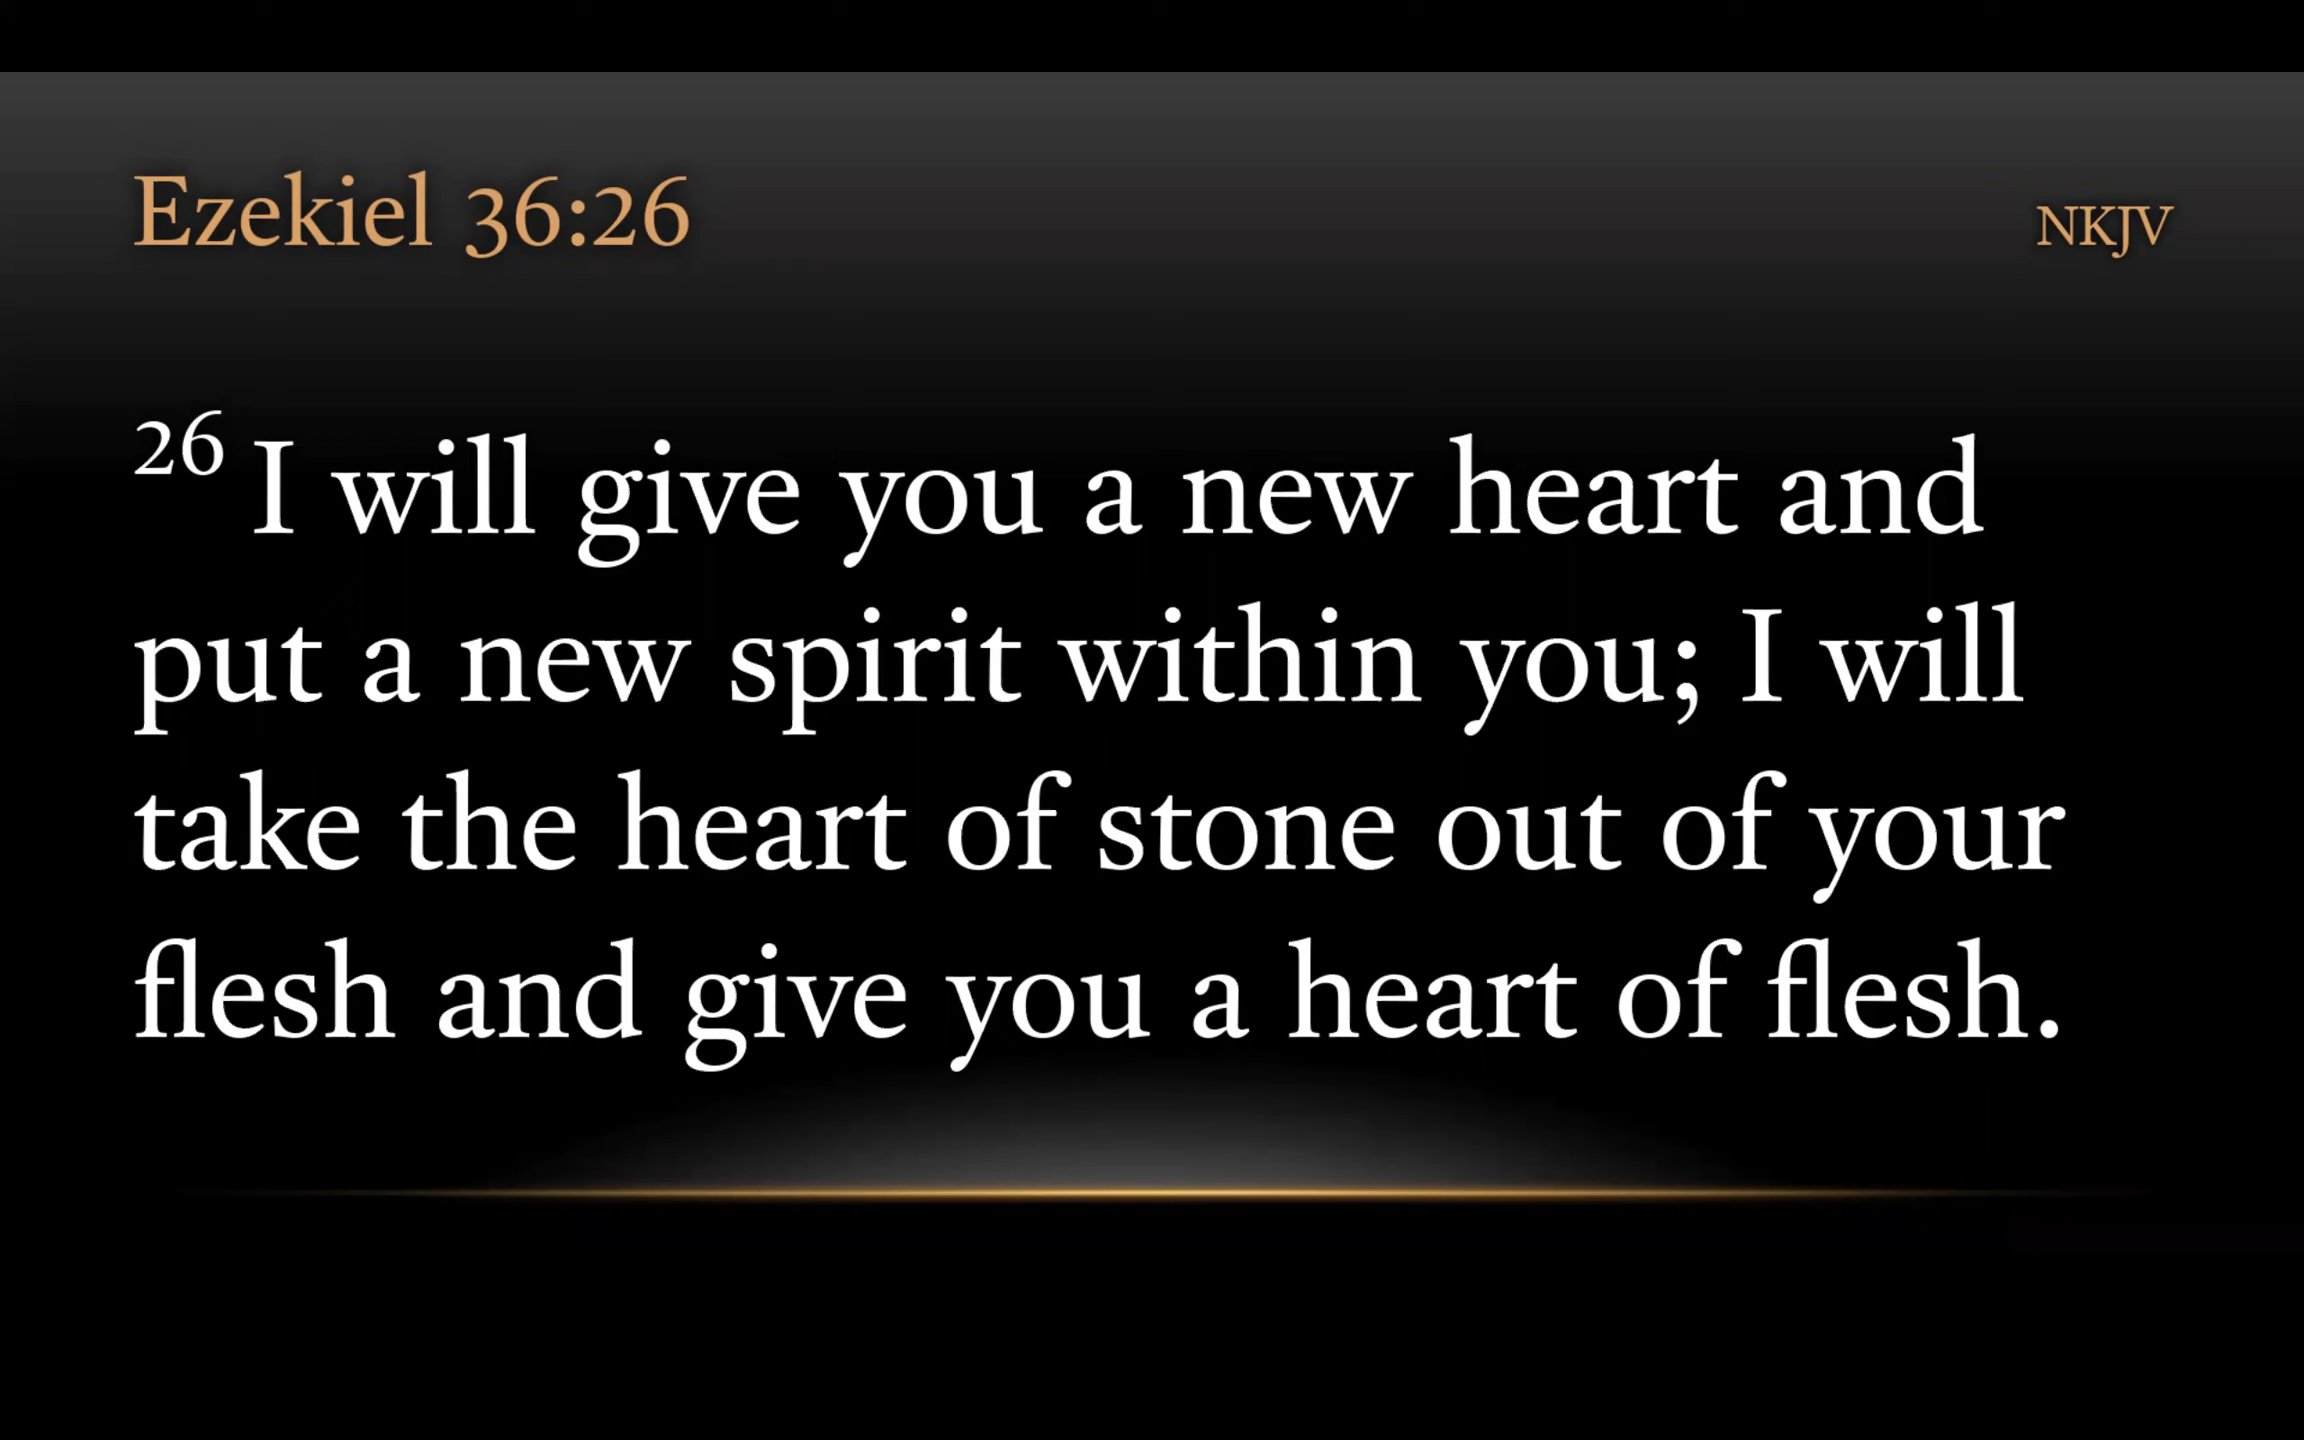 Ezekiel 36:26
NKJV
26 I will give you a new heart and
put a new spirit within you; I will
take the heart of stone out of your
flesh and give you a heart of flesh.